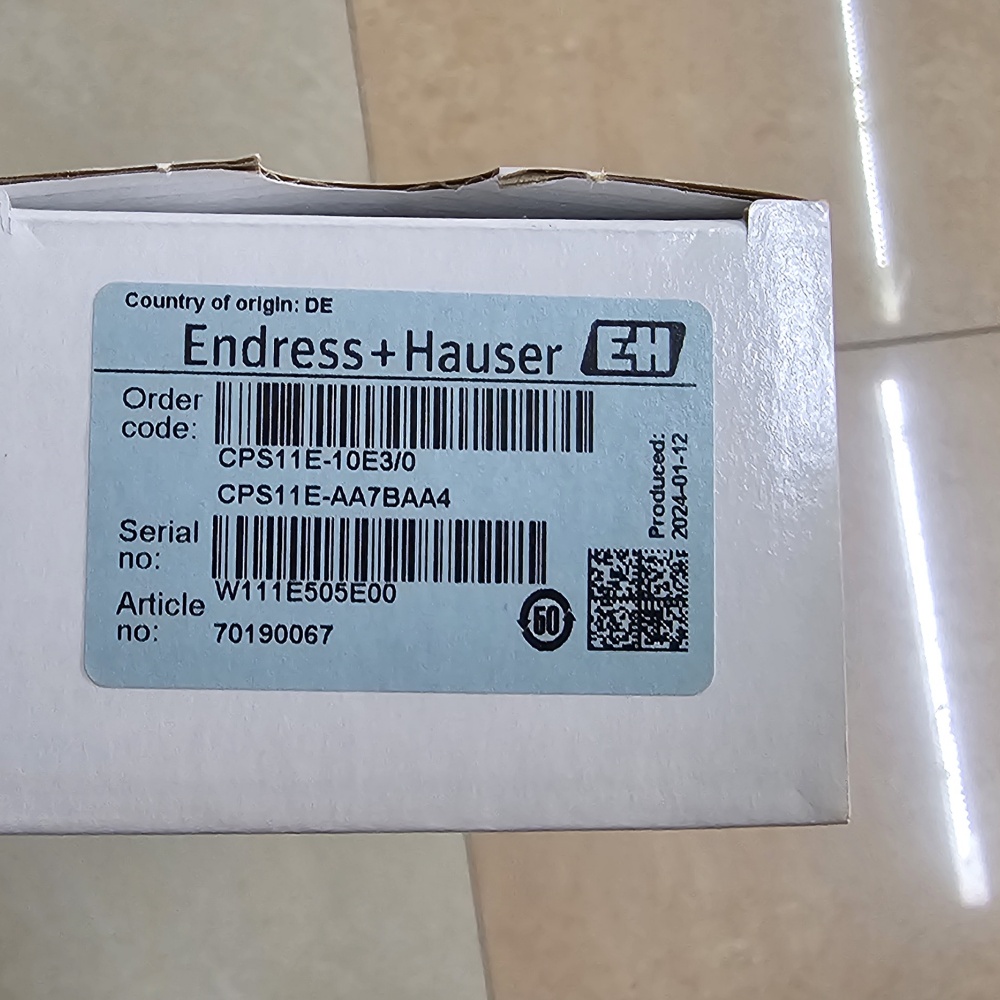 Country of origin: DE
Endress+Hauser EH
Order code:
CPS11E-10E3/0
CPS11E-AA7BAA4
Serial no:
W111E505E00
Article no:
70190067
60
Produced:
2024-01-12